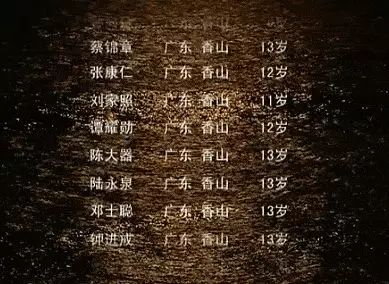 蔡锦章 广东 香山 13岁
张康仁 广东 香山 12岁
刘家照 广东 香山 11岁
谭耀勋 广东 香山 12岁
陈大器 广东 香山 13岁
陆永泉 广东 香山 13岁
邓士聪 广东 香山 13岁
钟进成 广东 香山 13岁